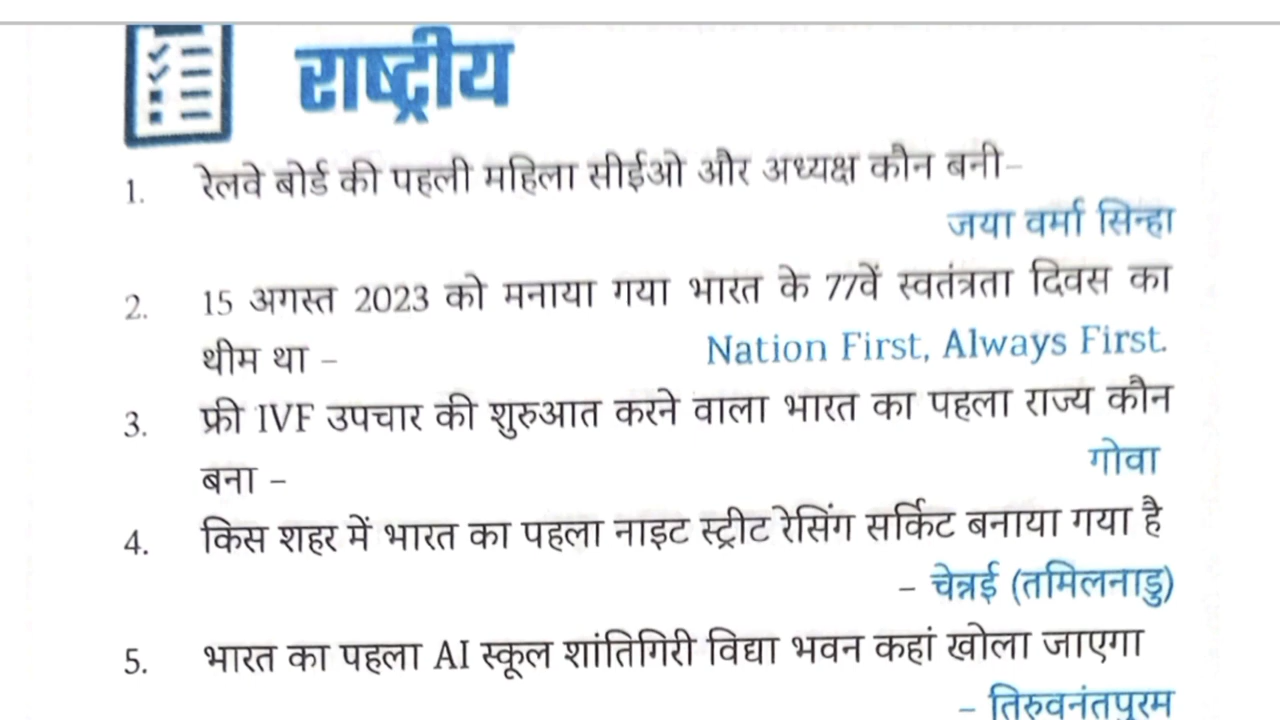 राष्ट्रीय
1. रेलवे बोर्ड की पहली महिला सीईओ और अध्यक्ष कौन बनी–
जया वर्मा सिन्हा
2. 15 अगस्त 2023 को मनाया गया भारत के 77वें स्वतंत्रता दिवस का
थीम था – Nation First, Always First.
3. फ्री IVF उपचार की शुरुआत करने वाला भारत का पहला राज्य कौन
बना – गोवा
4. किस शहर में भारत का पहला नाइट स्ट्रीट रेसिंग सर्किट बनाया गया है
– चेन्नई (तमिलनाडु)
5. भारत का पहला AI स्कूल शांतिगिरी विद्या भवन कहां खोला जाएगा
– तिरुवनंतपुरम